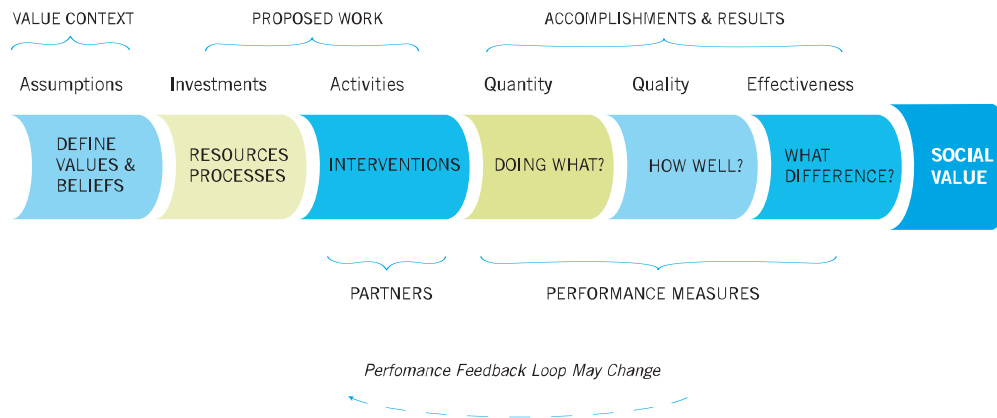 VALUE CONTEXT
PROPOSED WORK
ACCOMPLISHMENTS & RESULTS
Assumptions
Investments
Activities
Quantity
Quality
Effectiveness
DEFINE
VALUES &
BELIEFS
RESOURCES
PROCESSES
INTERVENTIONS
DOING WHAT?
HOW WELL?
WHAT
DIFFERENCE?
SOCIAL
VALUE
PARTNERS
PERFORMANCE MEASURES
Perfomance Feedback Loop May Change